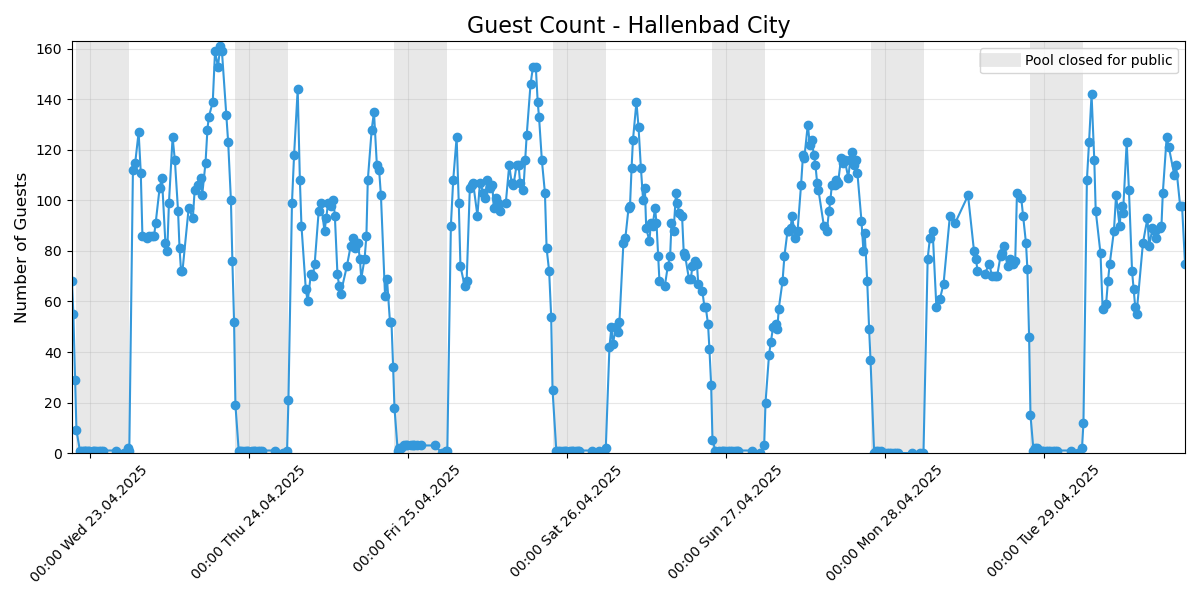 Guest Count - Hallenbad City
Pool closed for public
Number of Guests
160
140
120
100
80
60
40
20
0
00:00 Wed 23.04.2025
00:00 Thu 24.04.2025
00:00 Fri 25.04.2025
00:00 Sat 26.04.2025
00:00 Sun 27.04.2025
00:00 Mon 28.04.2025
00:00 Tue 29.04.2025